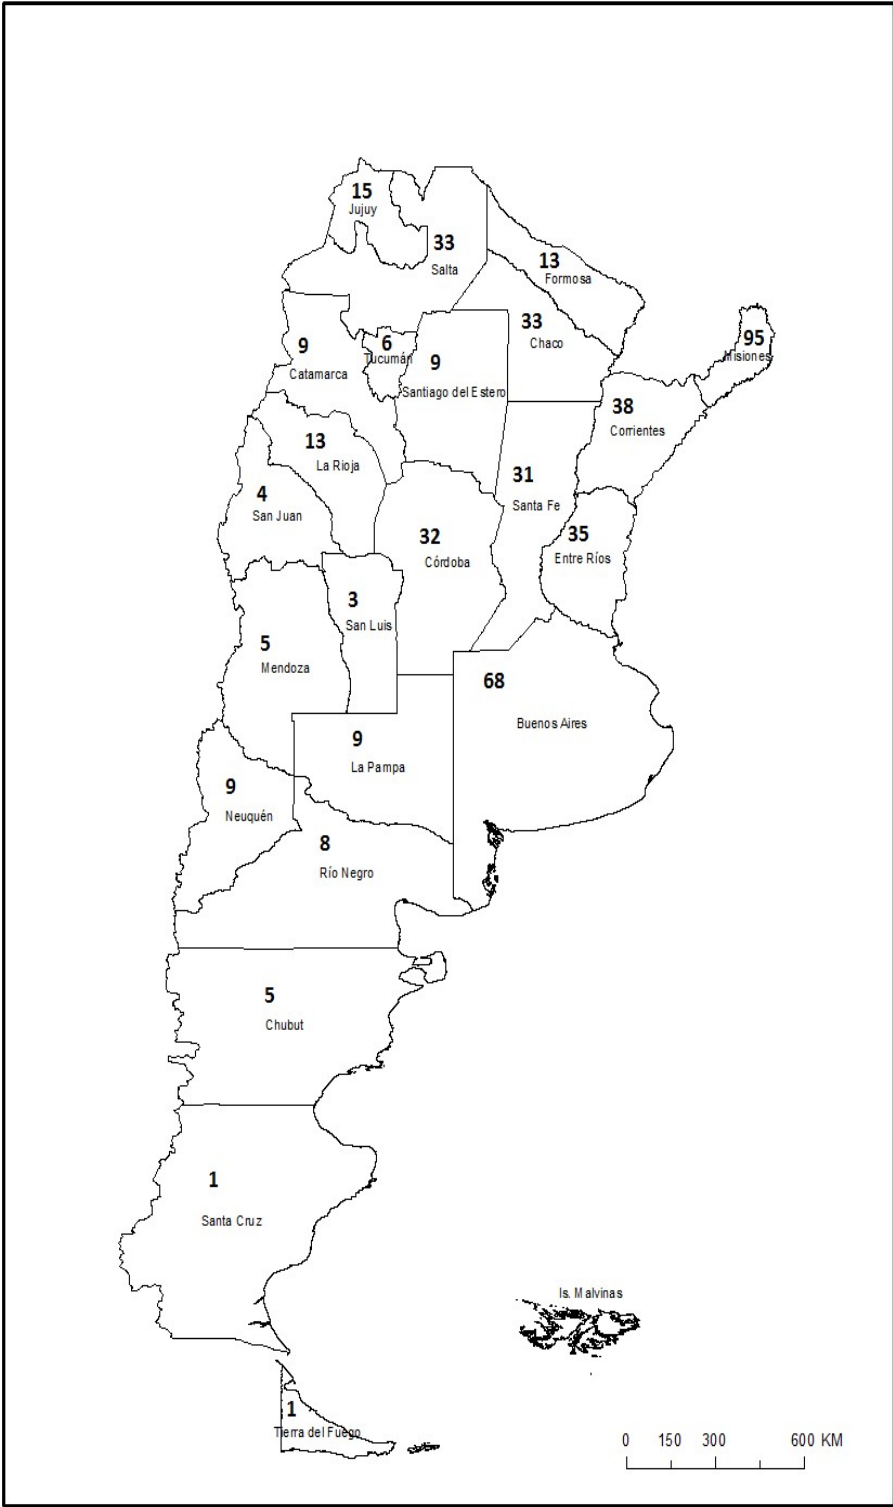 15
Jujuy
33
Salta
13
Formosa
33
Chaco
95
Misiones
9
Catamarca
6
Tucumán
9
Santiago del Estero
38
Corrientes
13
La Rioja
31
Santa Fe
4
San Juan
32
Córdoba
35
Entre Ríos
3
San Luis
5
Mendoza
68
Buenos Aires
9
La Pampa
9
Neuquén
8
Río Negro
5
Chubut
1
Santa Cruz
Is. Malvinas
1
Tierra del Fuego
0 150 300 600 KM